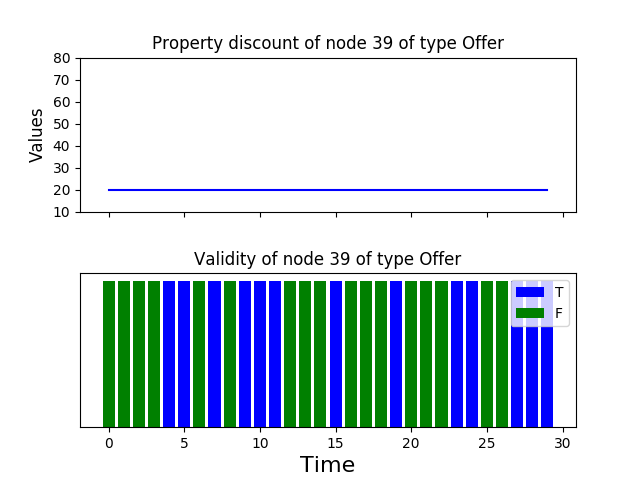 Property discount of node 39 of type Offer
80
70
60
50
40
30
20
10
Values
Validity of node 39 of type Offer
T
F
0 5 10 15 20 25 30
Time